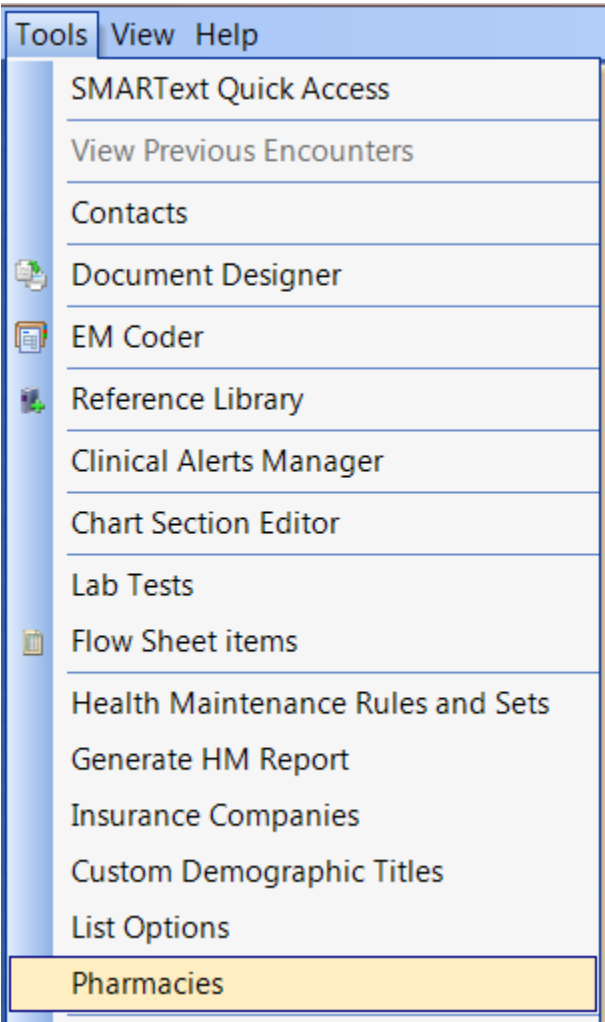 Tools View Help
SMARText Quick Access
View Previous Encounters
Contacts
Document Designer
EM Coder
Reference Library
Clinical Alerts Manager
Chart Section Editor
Lab Tests
Flow Sheet items
Health Maintenance Rules and Sets
Generate HM Report
Insurance Companies
Custom Demographic Titles
List Options
Pharmacies